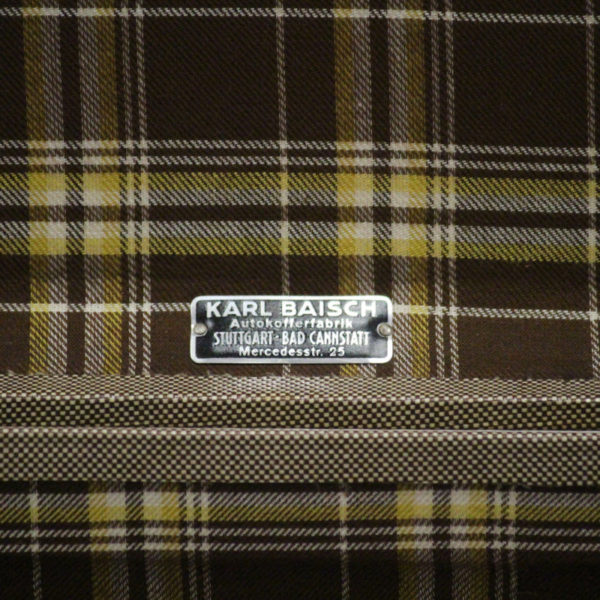 KARL BAISCH
Autokofferfabrik
STUTTGART-BAD CANNSTATT
Mercedesstr. 25